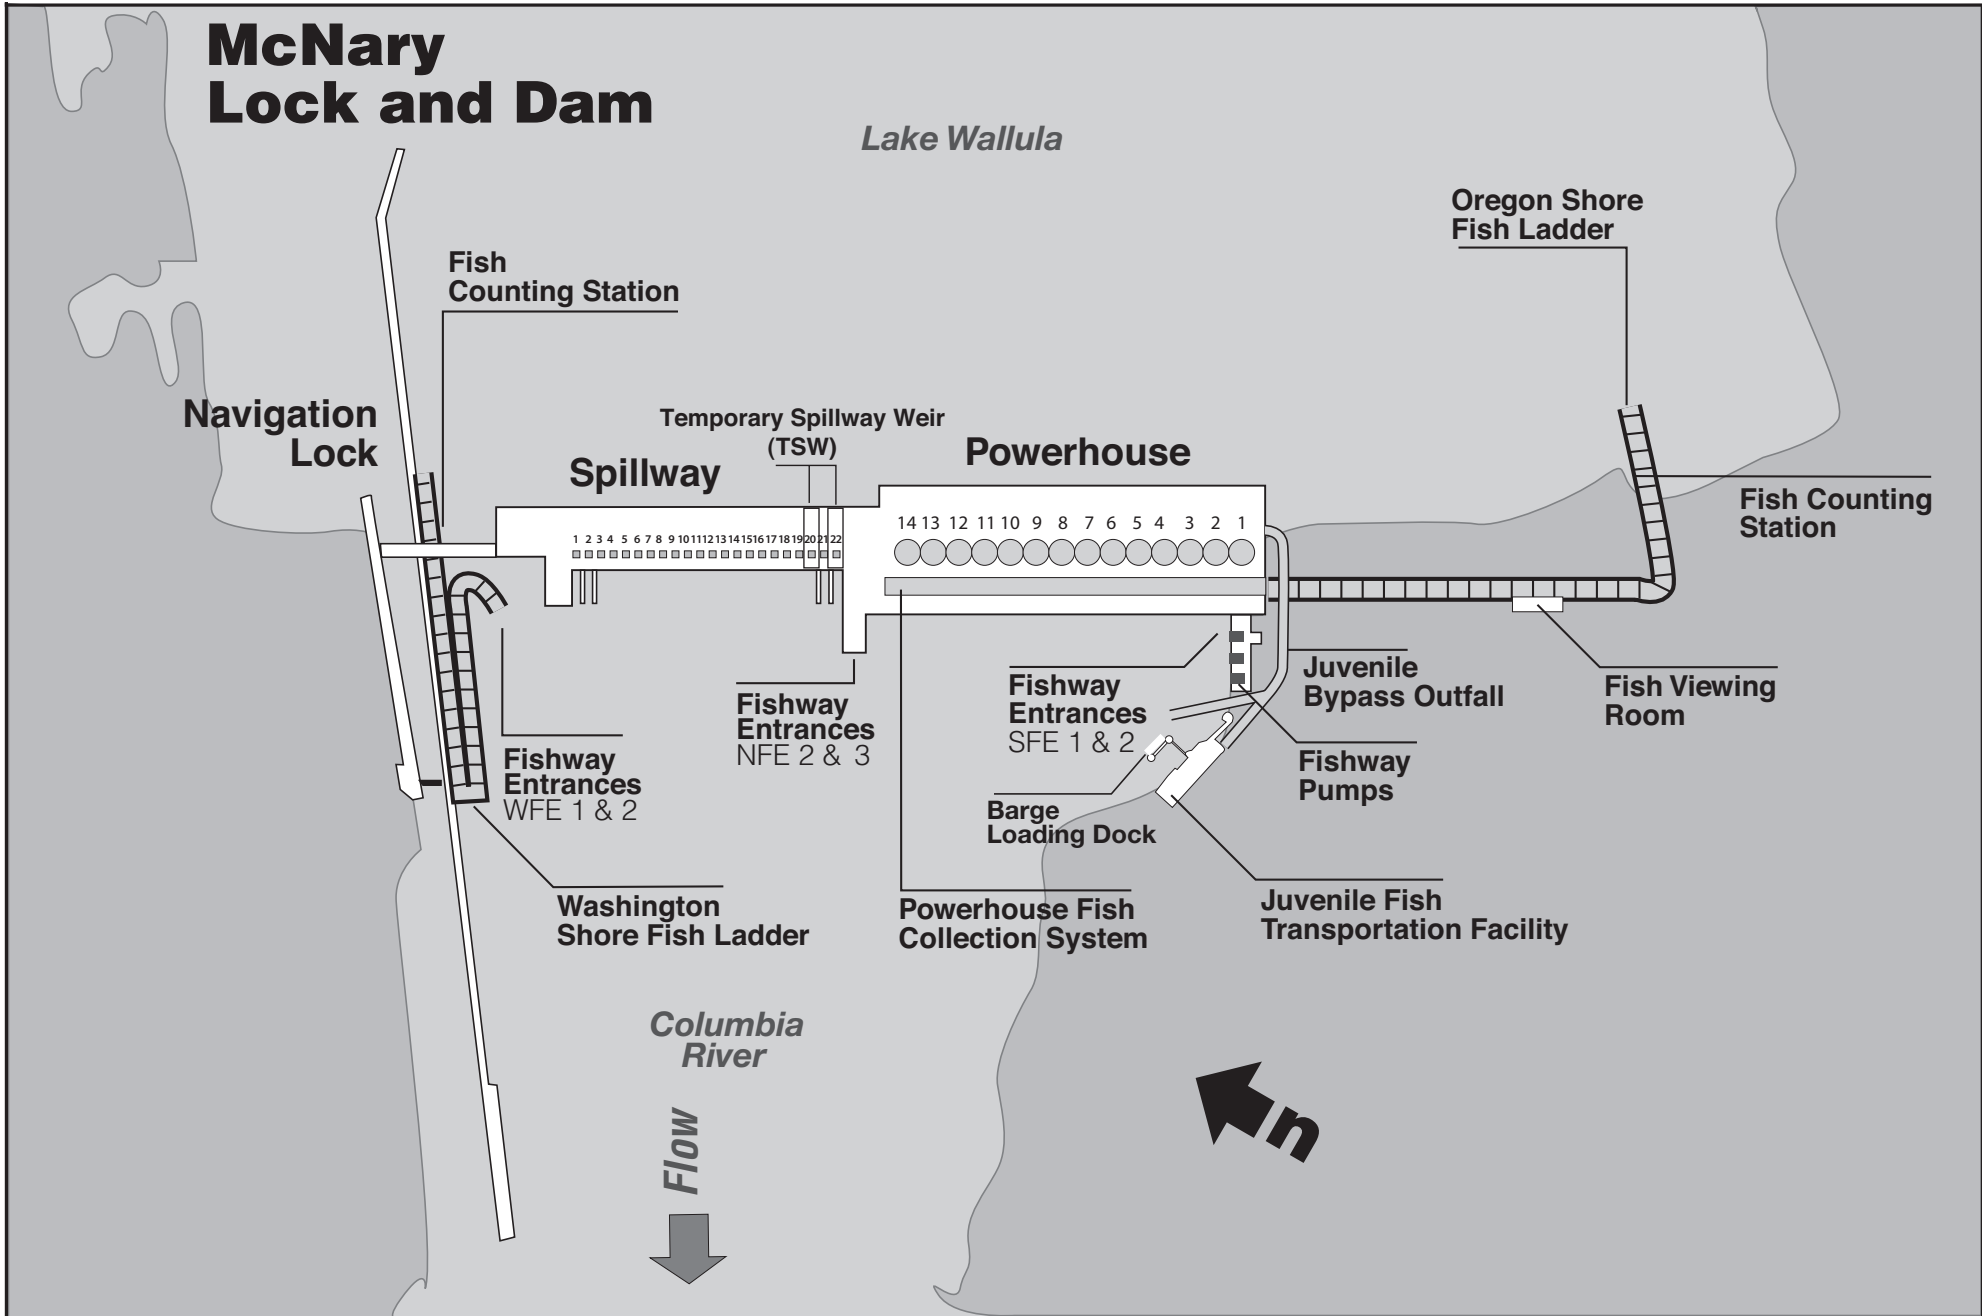 McNary
Lock and Dam
Lake Wallula
Oregon Shore
Fish Ladder
Fish
Counting Station
Navigation
Lock
Temporary Spillway Weir
(TSW)
Spillway
Powerhouse
Fish Counting
Station
14 13 12 11 10 9 8 7 6 5 4 3 2 1
1 2 3 4 5 6 7 8 9 10 11 12 13 14 15 16 17 18 19 20 21 22
Fishway
Entrances
WFE 1 & 2
Fishway
Entrances
NFE 2 & 3
Fishway
Entrances
SFE 1 & 2
Juvenile
Bypass Outfall
Fish Viewing
Room
Fishway
Pumps
Barge
Loading Dock
Washington
Shore Fish Ladder
Powerhouse Fish
Collection System
Juvenile Fish
Transportation Facility
Columbia
River
Flow
n